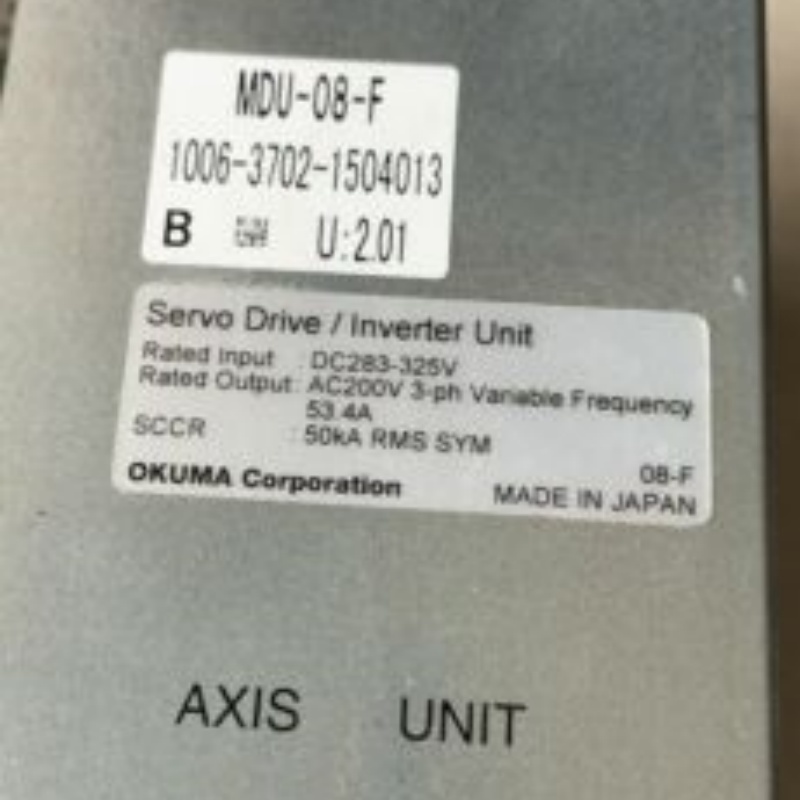 MDU-08-F
1006-3702-1504013
B U:2.01
Servo Drive / Inverter Unit
Rated Input : DC283-325V
Rated Output : AC200V 3-ph Variable Frequency
53.4A
SCCR : 50kA RMS SYM
08-F
OKUMA Corporation MADE IN JAPAN
AXIS UNIT